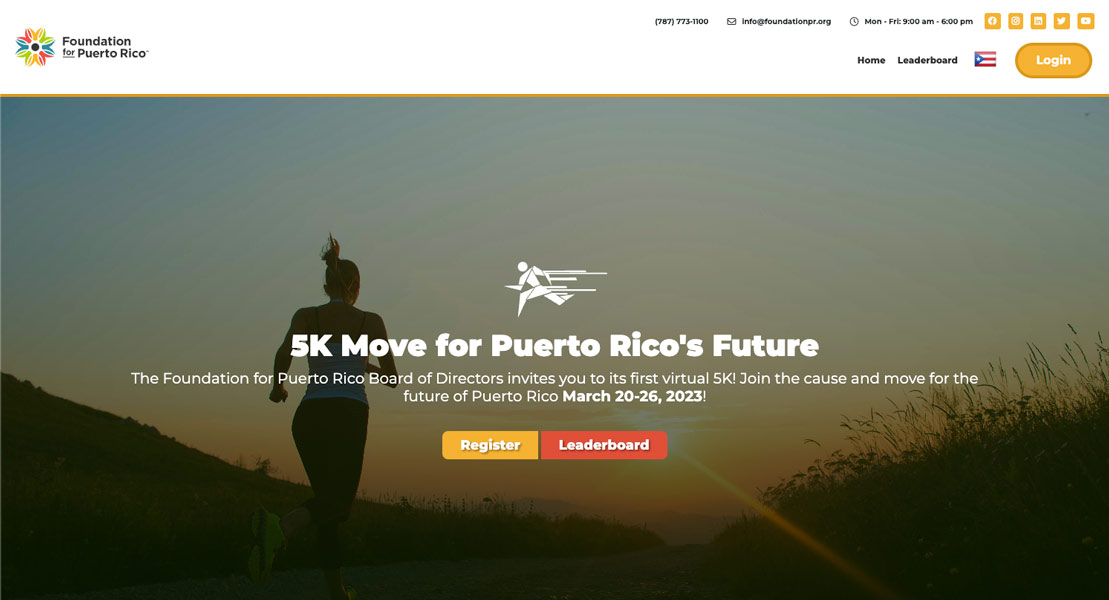 (787) 773-1100
info@foundationpr.org
Mon - Fri: 9:00 am - 6:00 pm
Foundation
for Puerto Rico
Home
Leaderboard
Login
5K Move for Puerto Rico's Future
The Foundation for Puerto Rico Board of Directors invites you to its first virtual 5K! Join the cause and move for the
future of Puerto Rico March 20-26, 2023!
Register
Leaderboard